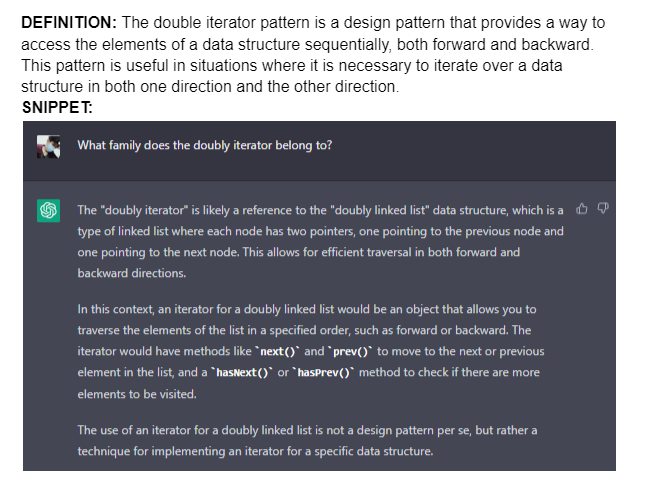 DEFINITION: The double iterator pattern is a design pattern that provides a way to
access the elements of a data structure sequentially, both forward and backward.
This pattern is useful in situations where it is necessary to iterate over a data
structure in both one direction and the other direction.
SNIPPET:
What family does the doubly iterator belong to?
The "doubly iterator" is likely a reference to the "doubly linked list" data structure, which is a
type of linked list where each node has two pointers, one pointing to the previous node and
one pointing to the next node. This allows for efficient traversal in both forward and
backward directions.
In this context, an iterator for a doubly linked list would be an object that allows you to
traverse the elements of the list in a specified order, such as forward or backward. The
iterator would have methods like `next()` and `prev()` to move to the next or previous
element in the list, and a `hasNext()` or `hasPrev()` method to check if there are more
elements to be visited.
The use of an iterator for a doubly linked list is not a design pattern per se, but rather a
technique for implementing an iterator for a specific data structure.